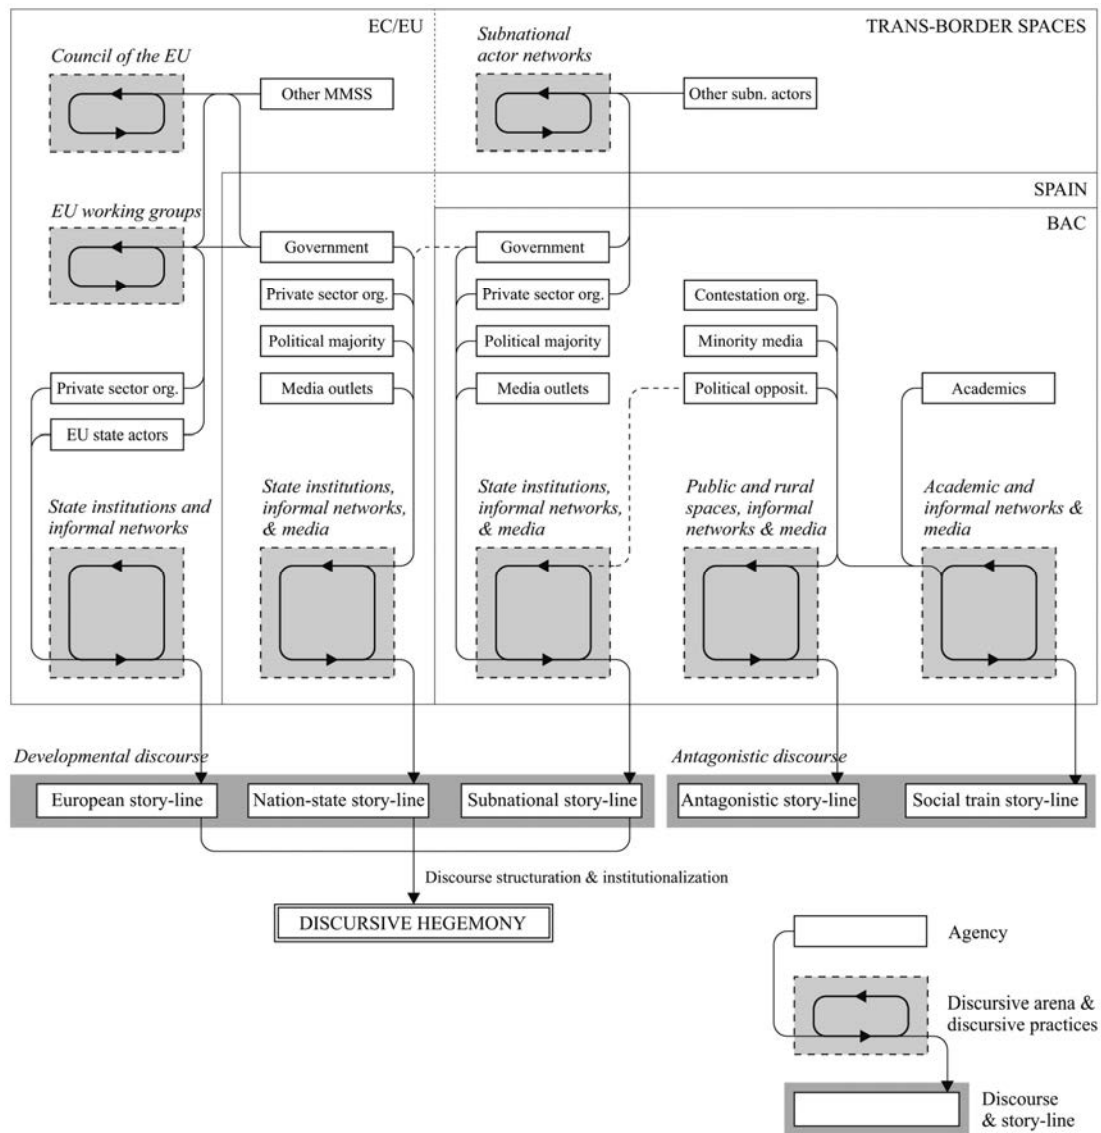 EC/EU
TRANS-BORDER SPACES
Council of the EU
Other MMSS
Subnational
actor networks
Other subn. actors
SPAIN
BAC
EU working groups
Government
Private sector org.
Political majority
Media outlets
Government
Private sector org.
Political majority
Media outlets
Contestation org.
Minority media
Political opposit.
Academics
Private sector org.
EU state actors
State institutions and
informal networks
State institutions,
informal networks,
& media
State institutions,
informal networks,
& media
Public and rural
spaces, informal
networks & media
Academic and
informal networks &
media
Developmental discourse
European story-line
Nation-state story-line
Subnational story-line
Antagonistic discourse
Antagonistic story-line
Social train story-line
Discourse structuration & institutionalization
DISCURSIVE HEGEMONY
Agency
Discursive arena &
discursive practices
Discourse
& story-line